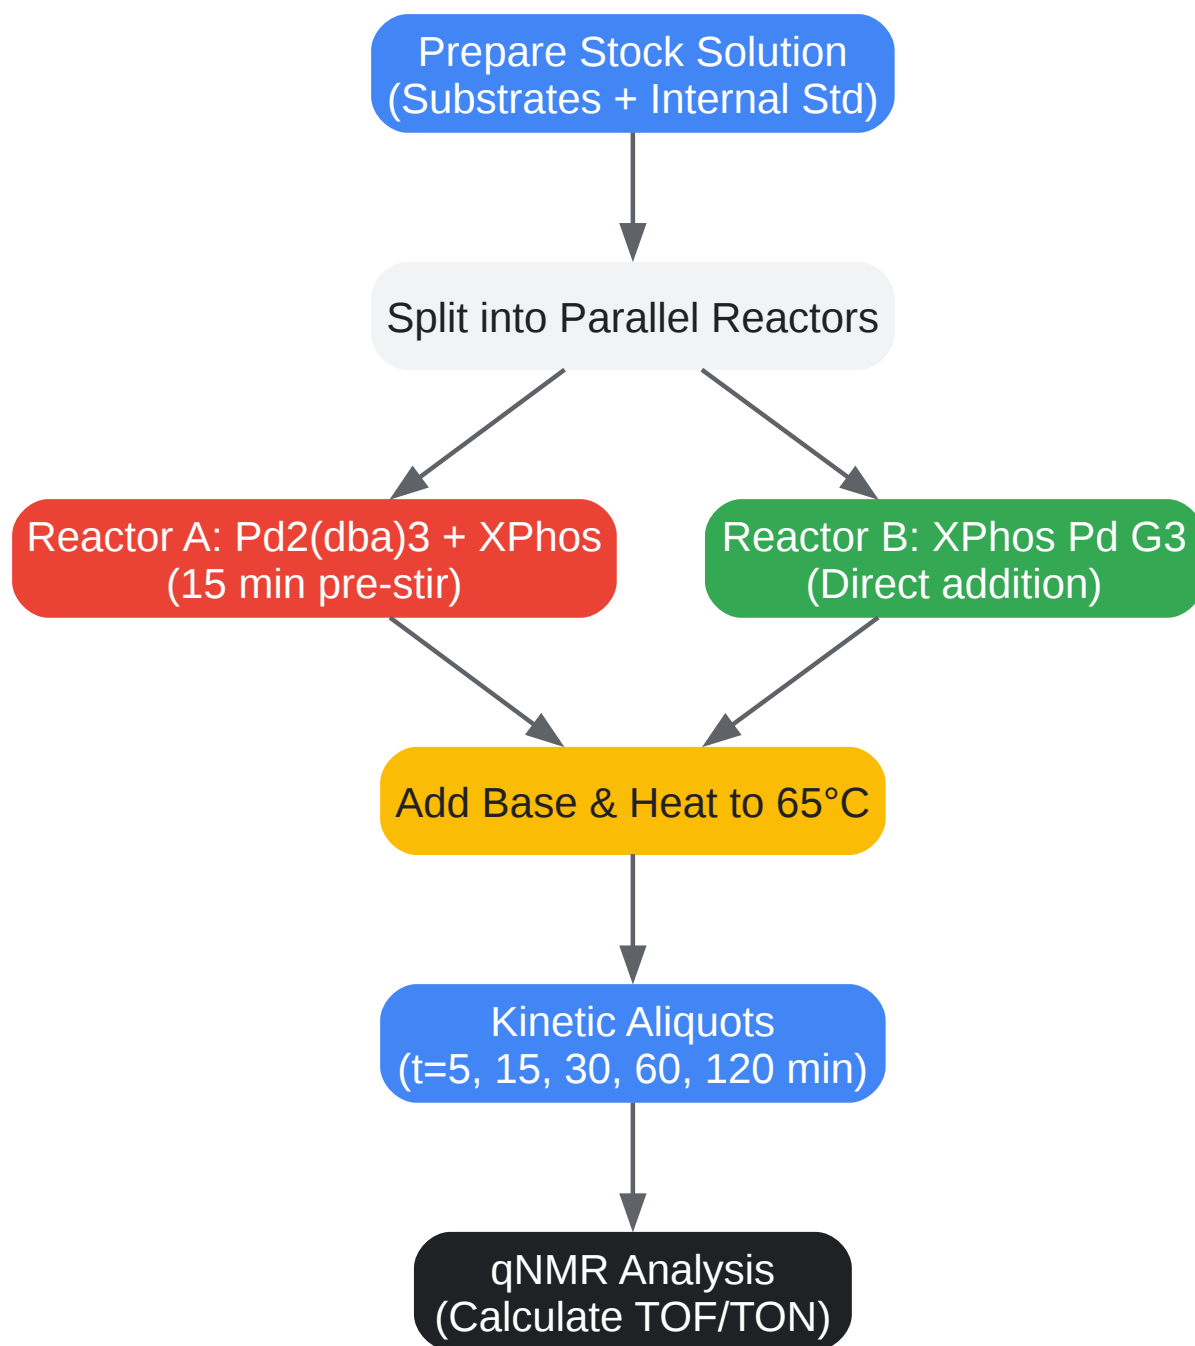 Prepare Stock Solution
(Substrates + Internal Std)
Split into Parallel Reactors
Reactor A: Pd2(dba)3 + XPhos
(15 min pre-stir)
Reactor B: XPhos Pd G3
(Direct addition)
Add Base & Heat to 65°C
Kinetic Aliquots
(t=5, 15, 30, 60, 120 min)
qNMR Analysis
(Calculate TOF/TON)